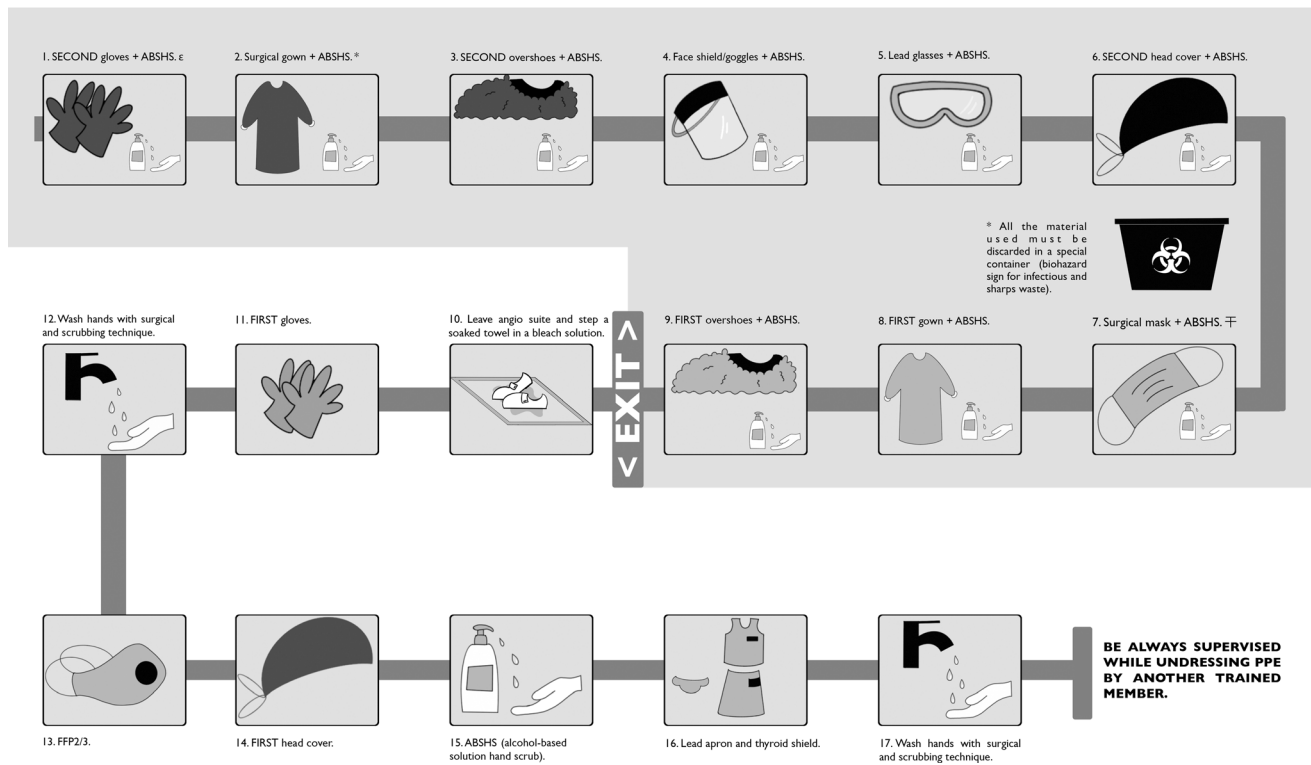 1. SECOND gloves + ABSHS. ε
2. Surgical gown + ABSHS. *
3. SECOND overshoes + ABSHS.
4. Face shield/goggles + ABSHS.
5. Lead glasses + ABSHS.
6. SECOND head cover + ABSHS.
* All the material
used must be
discarded in a special
container (biohazard
sign for infectious and
sharps waste).
7. Surgical mask + ABSHS. 〒
8. FIRST gown + ABSHS.
9. FIRST overshoes + ABSHS.
< EXIT >
10. Leave angio suite and step a
soaked towel in a bleach solution.
11. FIRST gloves.
12. Wash hands with surgical
and scrubbing technique.
13. FFP2/3.
14. FIRST head cover.
15. ABSHS (alcohol-based
solution hand scrub).
16. Lead apron and thyroid shield.
17. Wash hands with surgical
and scrubbing technique.
BE ALWAYS SUPERVISED
WHILE UNDRESSING PPE
BY ANOTHER TRAINED
MEMBER.